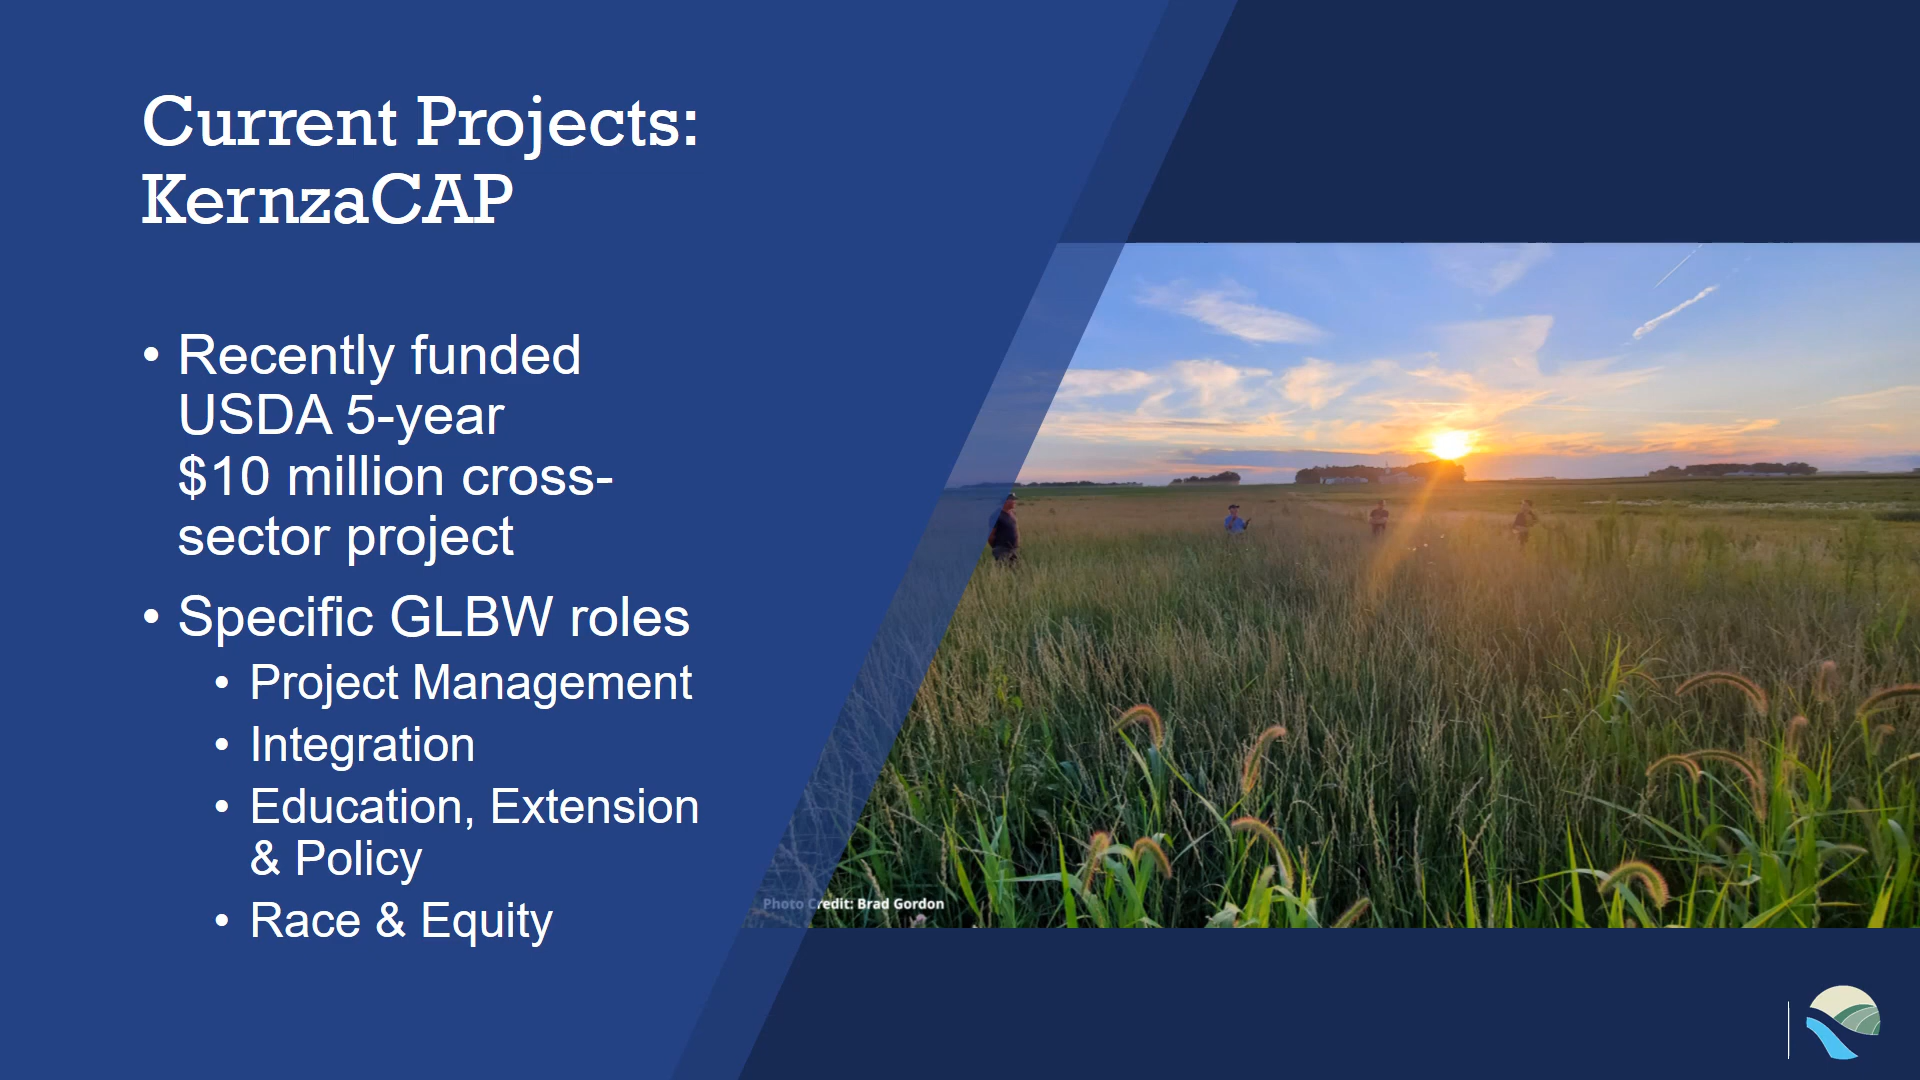 Current Projects:
KernzaCAP
• Recently funded
USDA 5-year
$10 million cross-
sector project
• Specific GLBW roles
• Project Management
• Integration
• Education, Extension
& Policy
• Race & Equity
Photo Credit: Brad Gordon